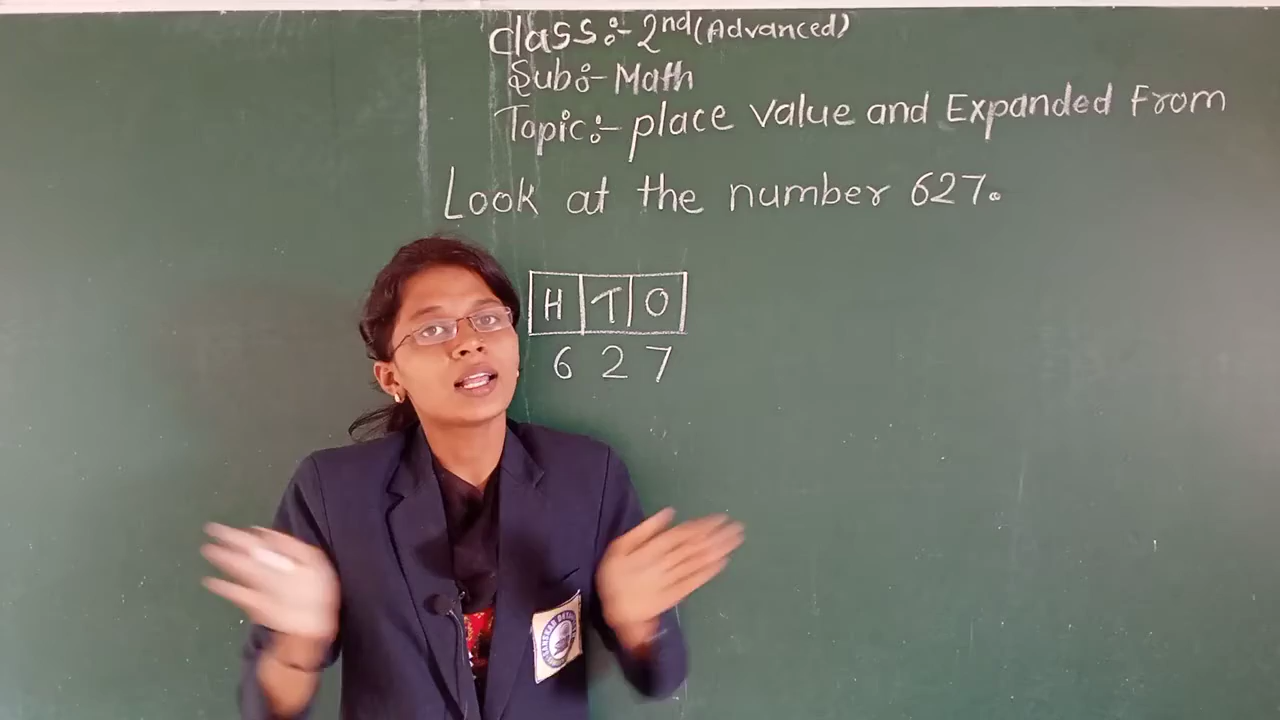 Class:- 2nd (Advanced)
Sub:- Math
Topic:- place value and Expanded From
Look at the number 627.
H T O
6 2 7